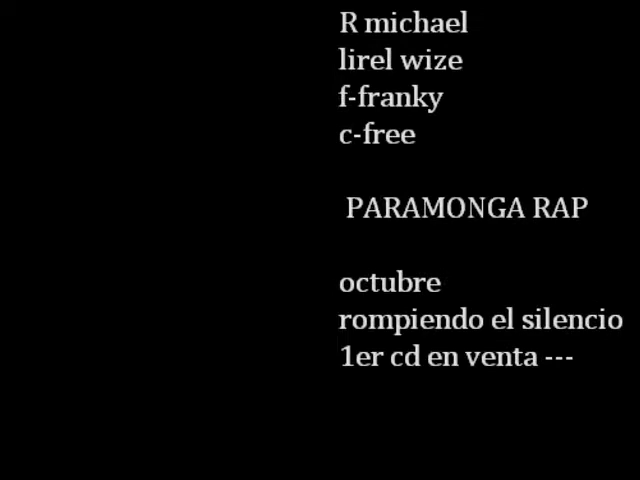 R michael
lirel wize
f-franky
c-free
PARAMONGA RAP
octubre
rompiendo el silencio
1er cd en venta ---